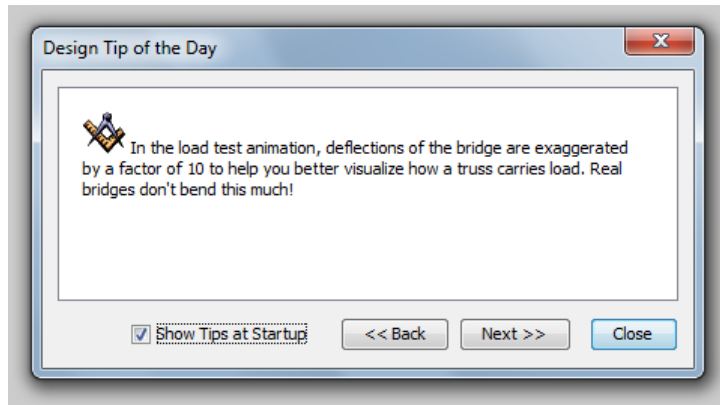 Design Tip of the Day
In the load test animation, deflections of the bridge are exaggerated
by a factor of 10 to help you better visualize how a truss carries load. Real
bridges don't bend this much!
Show Tips at Startup
<< Back
Next >>
Close